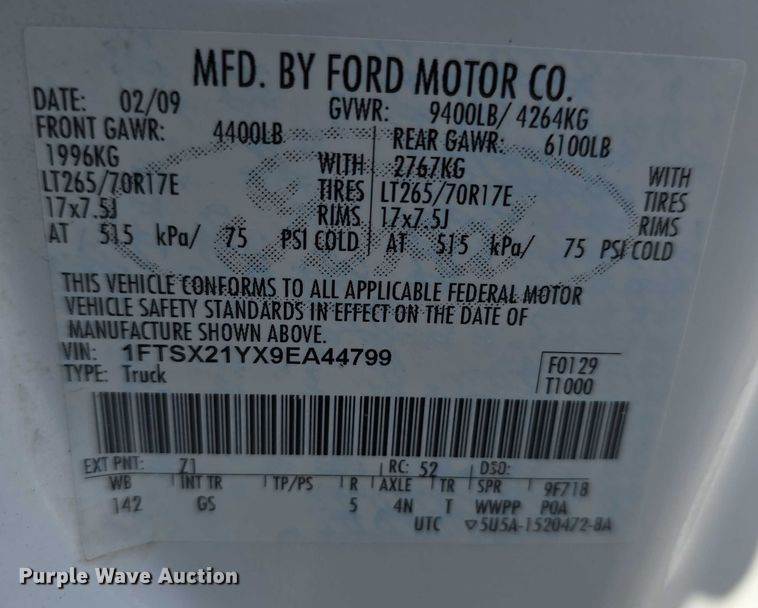 MFD. BY FORD MOTOR CO.
DATE: 02/09 GVWR: 9400LB/ 4264KG
FRONT GAWR: 4400LB REAR GAWR: 6100LB
1996KG WITH 2767KG WITH
LT265/70R17E TIRES LT265/70R17E TIRES
17x7.5J RIMS 17x7.5J RIMS
AT 515 kPa/ 75 PSI COLD AT 515 kPa/ 75 PSI COLD
THIS VEHICLE CONFORMS TO ALL APPLICABLE FEDERAL MOTOR
VEHICLE SAFETY STANDARDS IN EFFECT ON THE DATE OF
MANUFACTURE SHOWN ABOVE.
VIN: 1FTSX21YX9EA44799 F0129
TYPE: Truck T1000
EXT PNT: Z1 RC: 52 DSO:
WB INT TR TP/PS R AXLE TR SPR 9F718
142 GS 5 4N T WWPP POA
UTC ▽5U5A-1520472-BA
Purple Wave Auction